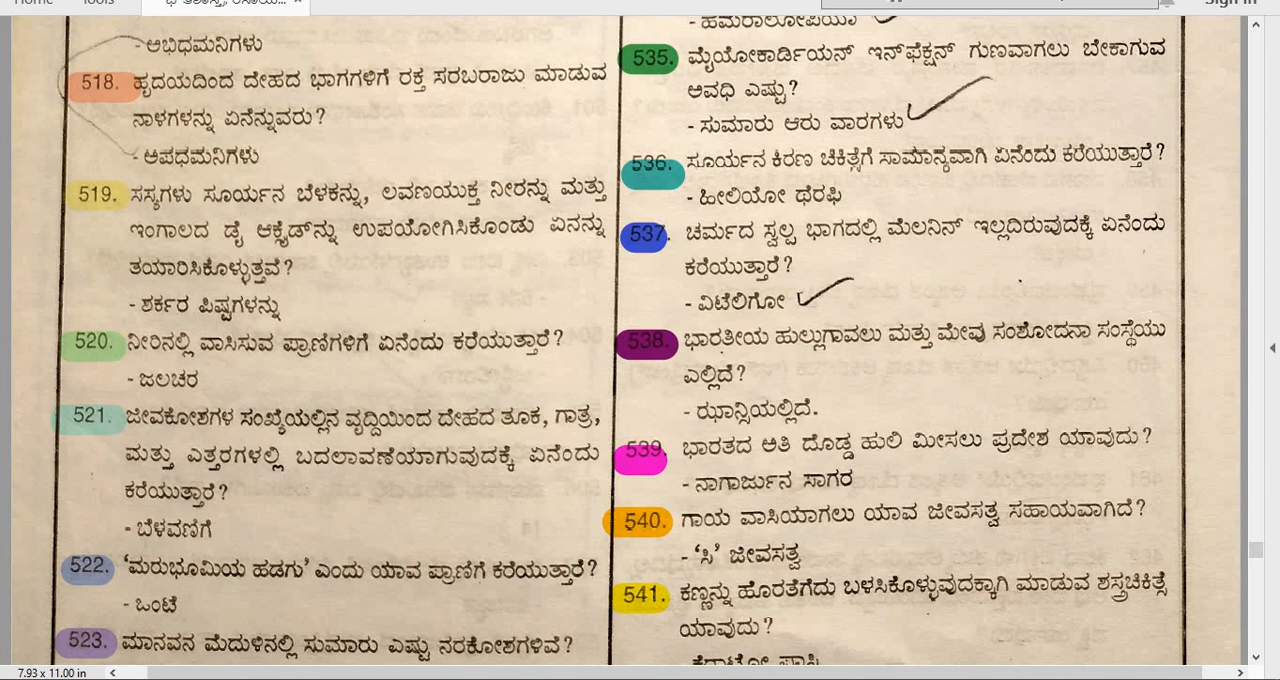 Home Tools
Sign In
- ಅಭಿಧಮನಿಗಳು
518. ಹೃದಯದಿಂದ ದೇಹದ ಭಾಗಗಳಿಗೆ ರಕ್ತ ಸರಬರಾಜು ಮಾಡುವ
ನಾಳಗಳನ್ನು ಏನೆನ್ನುವರು?
- ಅಪಧಮನಿಗಳು
519. ಸಸ್ಯಗಳು ಸೂರ್ಯನ ಬೆಳಕನ್ನು, ಲವಣಯುಕ್ತ ನೀರನ್ನು ಮತ್ತು
ಇಂಗಾಲದ ಡೈ ಆಕ್ಸೈಡ್‌ನ್ನು ಉಪಯೋಗಿಸಿಕೊಂಡು ಏನನ್ನು
ತಯಾರಿಸಿಕೊಳ್ಳುತ್ತವೆ?
- ಶರ್ಕರ ಪಿಷ್ಟಗಳನ್ನು
520. ನೀರಿನಲ್ಲಿ ವಾಸಿಸುವ ಪ್ರಾಣಿಗಳಿಗೆ ಏನೆಂದು ಕರೆಯುತ್ತಾರೆ?
- ಜಲಚರ
521. ಜೀವಕೋಶಗಳ ಸಂಖ್ಯೆಯಲ್ಲಿನ ವೃದ್ಧಿಯಿಂದ ದೇಹದ ತೂಕ, ಗಾತ್ರ,
ಮತ್ತು ಎತ್ತರಗಳಲ್ಲಿ ಬದಲಾವಣೆಯಾಗುವುದಕ್ಕೆ ಏನೆಂದು
ಕರೆಯುತ್ತಾರೆ?
- ಬೆಳವಣಿಗೆ
522. 'ಮರುಭೂಮಿಯ ಹಡಗು' ಎಂದು ಯಾವ ಪ್ರಾಣಿಗೆ ಕರೆಯುತ್ತಾರೆ?
- ಒಂಟೆ
523. ಮಾನವನ ಮೆದುಳಿನಲ್ಲಿ ಸುಮಾರು ಎಷ್ಟು ನರಕೋಶಗಳಿವೆ?
- ಹಮರಾಲೋಪಿಯಾ
535. ಮೈಯೋಕಾರ್ಡಿಯನ್ ಇನ್‌ಫೆಕ್ಷನ್ ಗುಣವಾಗಲು ಬೇಕಾಗುವ
ಅವಧಿ ಎಷ್ಟು?
- ಸುಮಾರು ಆರು ವಾರಗಳು
536. ಸೂರ್ಯನ ಕಿರಣ ಚಿಕಿತ್ಸೆಗೆ ಸಾಮಾನ್ಯವಾಗಿ ಏನೆಂದು ಕರೆಯುತ್ತಾರೆ?
- ಹೀಲಿಯೋ ಥೆರಫಿ
537. ಚರ್ಮದ ಸ್ವಲ್ಪ ಭಾಗದಲ್ಲಿ ಮೆಲನಿನ್ ಇಲ್ಲದಿರುವುದಕ್ಕೆ ಏನೆಂದು
ಕರೆಯುತ್ತಾರೆ?
- ವಿಟೆಲಿಗೋ
538. ಭಾರತೀಯ ಹುಲ್ಲುಗಾವಲು ಮತ್ತು ಮೇವು ಸಂಶೋದನಾ ಸಂಸ್ಥೆಯು
ಎಲ್ಲಿದೆ?
- ಝಾನ್ಸಿಯಲ್ಲಿದೆ.
539. ಭಾರತದ ಅತಿ ದೊಡ್ಡ ಹುಲಿ ಮೀಸಲು ಪ್ರದೇಶ ಯಾವುದು?
- ನಾಗಾರ್ಜುನ ಸಾಗರ
540. ಗಾಯ ವಾಸಿಯಾಗಲು ಯಾವ ಜೀವಸತ್ವ ಸಹಾಯವಾಗಿದೆ?
- 'ಸಿ' ಜೀವಸತ್ವ
541. ಕಣ್ಣನ್ನು ಹೊರತೆಗೆದು ಬಳಸಿಕೊಳ್ಳುವುದಕ್ಕಾಗಿ ಮಾಡುವ ಶಸ್ತ್ರಚಿಕಿತ್ಸೆ
ಯಾವುದು?
7.93 x 11.00 in